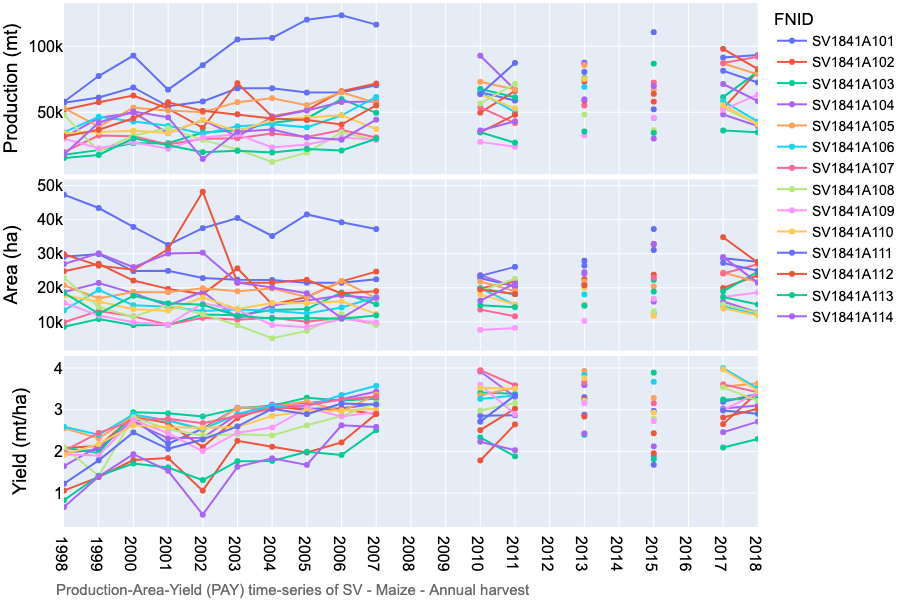 FNID
SV1841A101
SV1841A102
SV1841A103
SV1841A104
SV1841A105
SV1841A106
SV1841A107
SV1841A108
SV1841A109
SV1841A110
SV1841A111
SV1841A112
SV1841A113
SV1841A114
Production (mt)
100k
50k
Area (ha)
50k
40k
30k
20k
10k
Yield (mt/ha)
4
3
2
1
1998 1999 2000 2001 2002 2003 2004 2005 2006 2007 2008 2009 2010 2011 2012 2013 2014 2015 2016 2017 2018
Production-Area-Yield (PAY) time-series of SV - Maize - Annual harvest